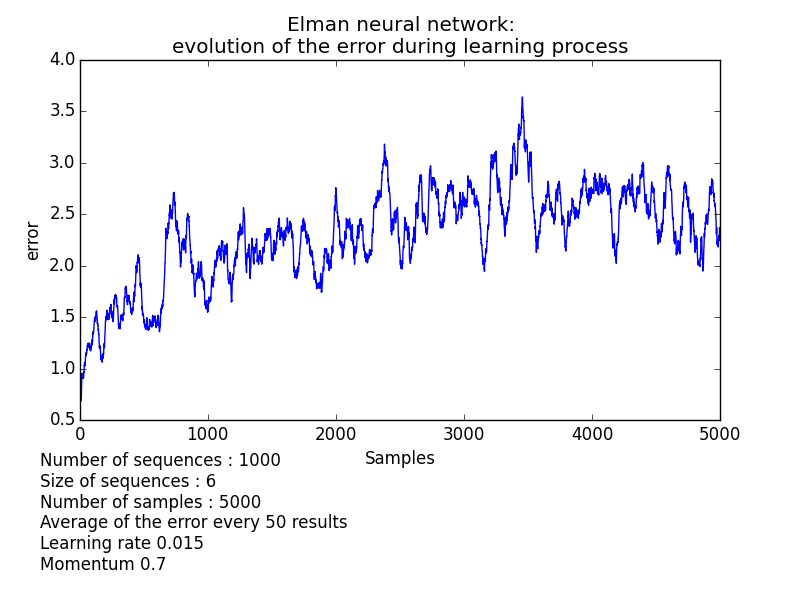 Elman neural network:
evolution of the error during learning process
4.0
3.5
3.0
2.5
2.0
1.5
1.0
0.5
error
0 1000 2000 3000 4000 5000
Samples
Number of sequences : 1000
Size of sequences : 6
Number of samples : 5000
Average of the error every 50 results
Learning rate 0.015
Momentum 0.7